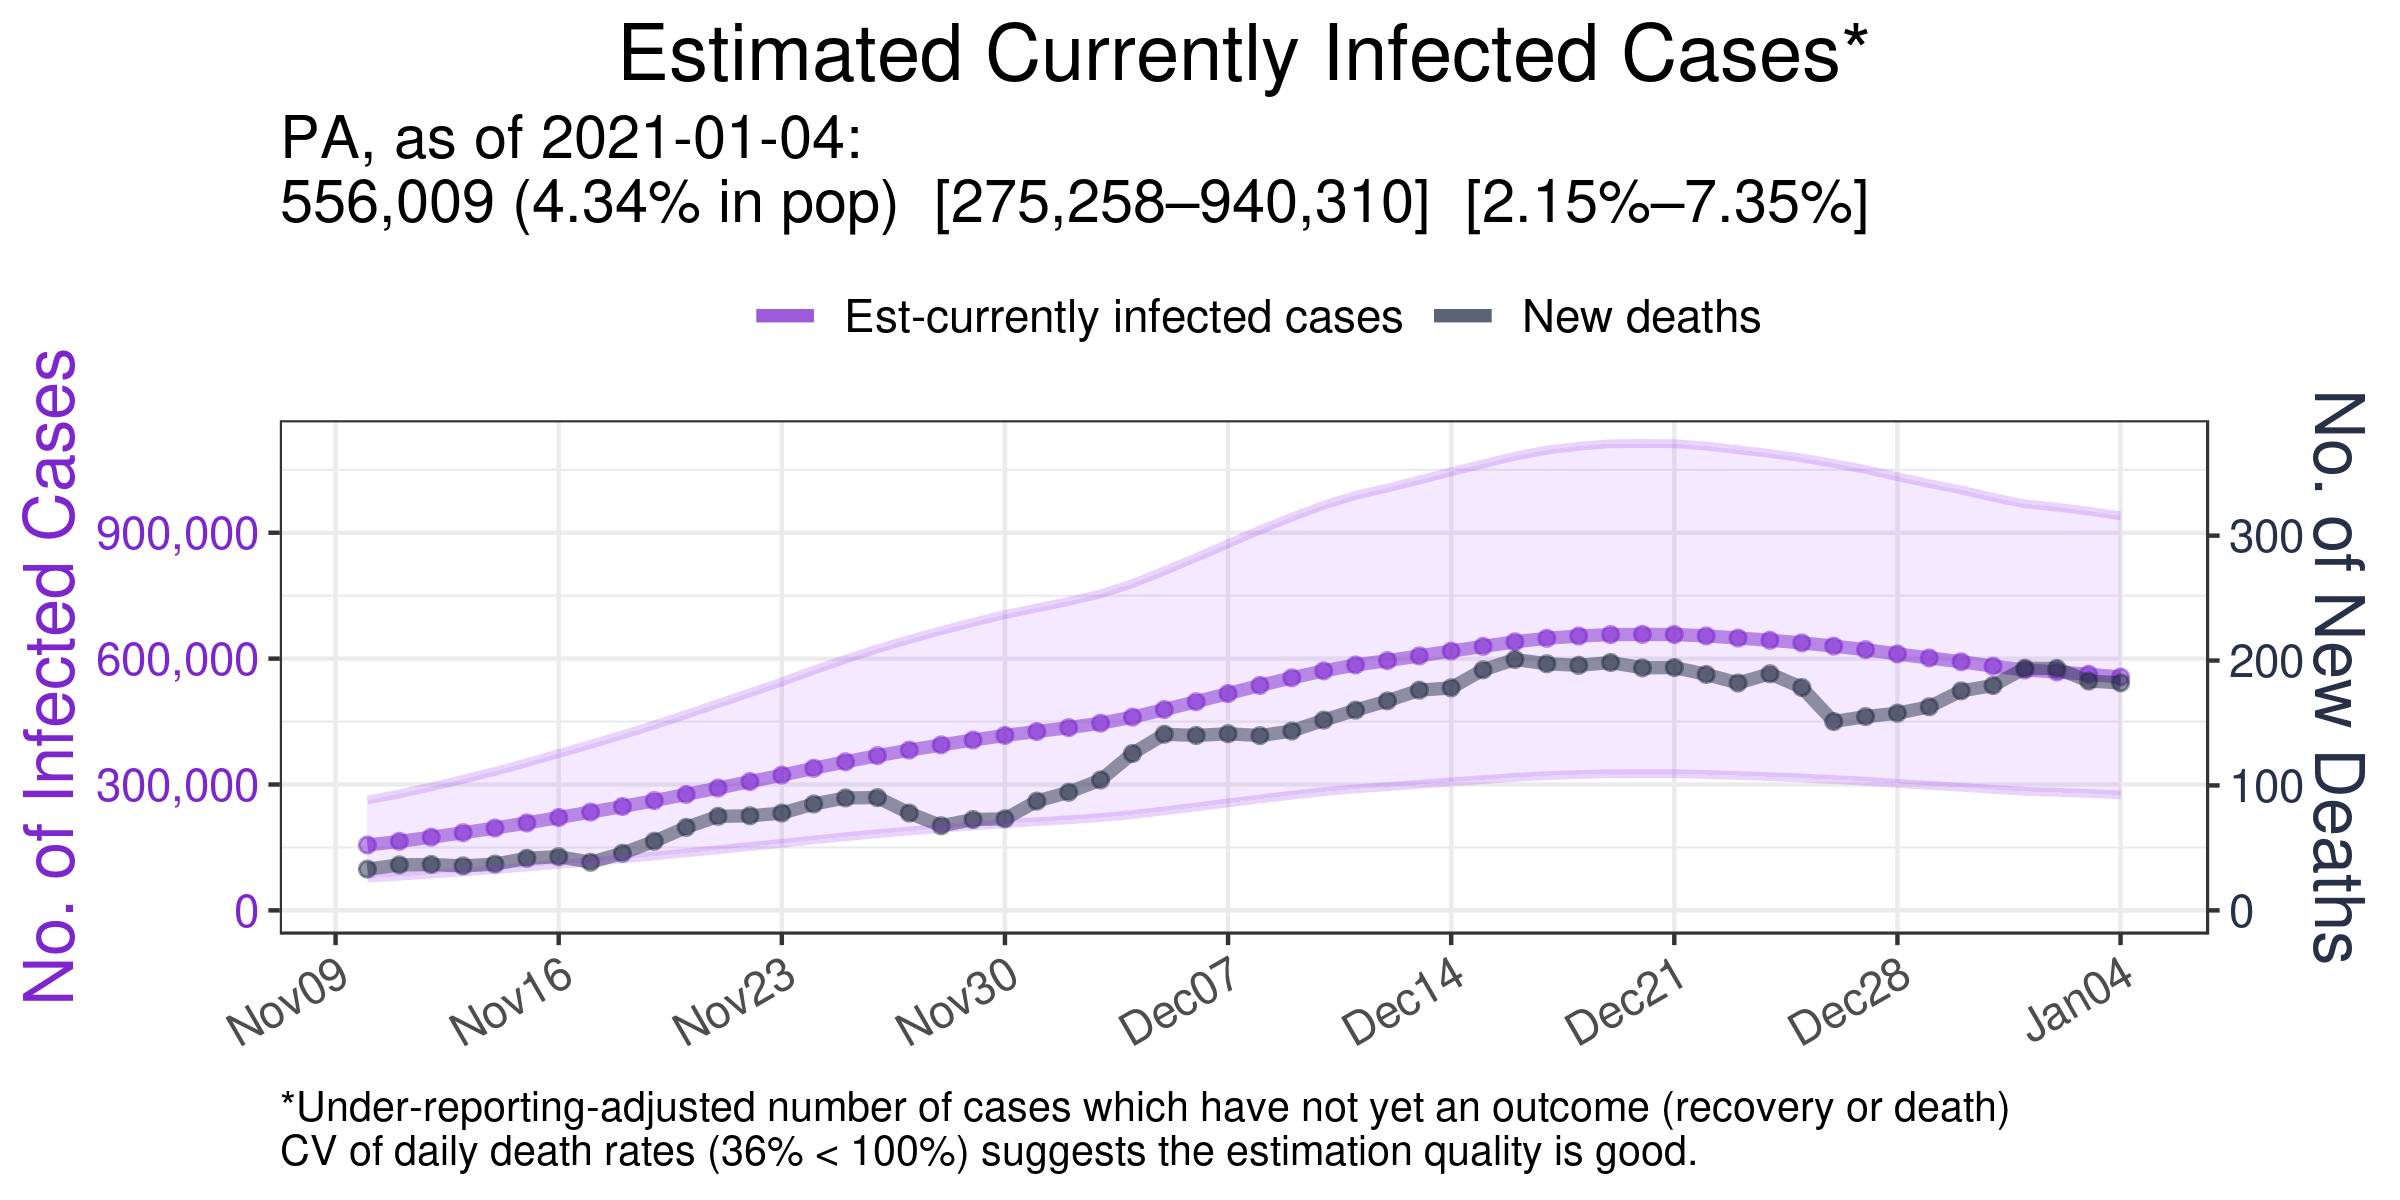 Estimated Currently Infected Cases*
PA, as of 2021-01-04:
556,009 (4.34% in pop)  [275,258–940,310]  [2.15%–7.35%]
Est-currently infected cases
New deaths
No. of Infected Cases
900,000
600,000
300,000
0
300
200
100
0
No. of New Deaths
Nov09
Nov16
Nov23
Nov30
Dec07
Dec14
Dec21
Dec28
Jan04
*Under-reporting-adjusted number of cases which have not yet an outcome (recovery or death)
CV of daily death rates (36% < 100%) suggests the estimation quality is good.